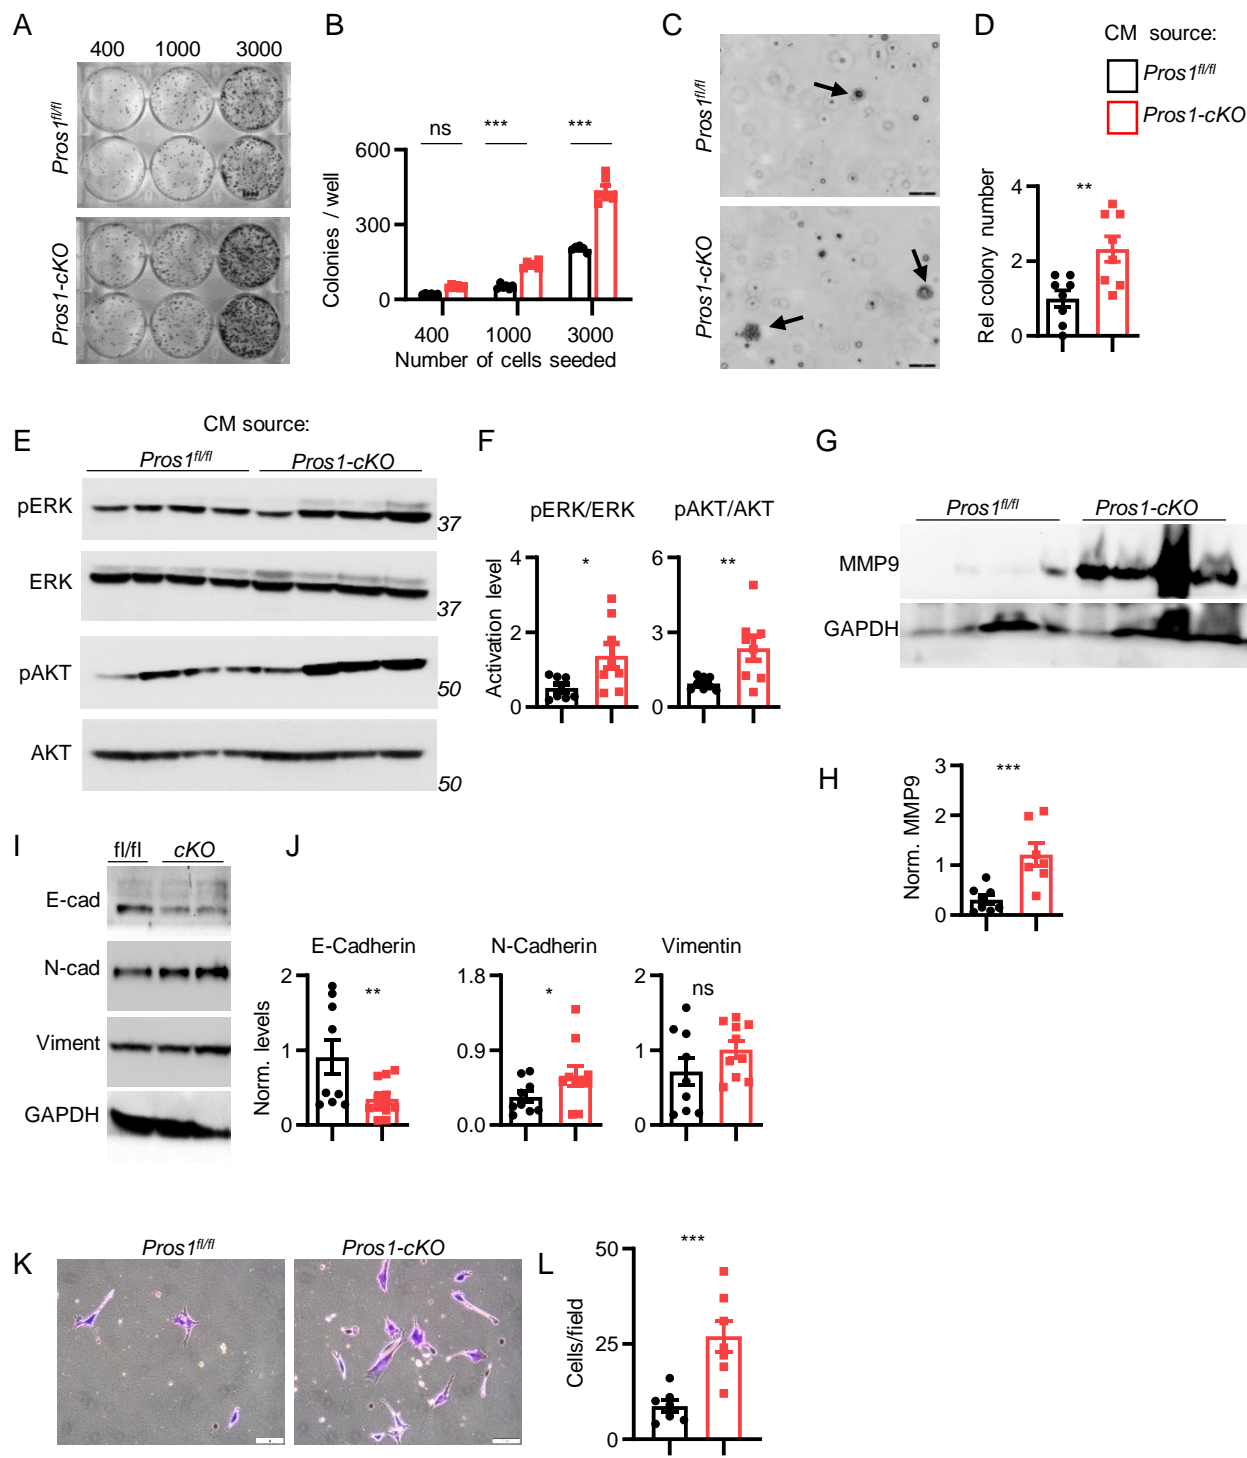 A
400 1000 3000
Pros1fl/fl
Pros1-cKO
B
ns *** ***
600
300
0
Colonies / well
400 1000 3000
Number of cells seeded
C
Pros1fl/fl
Pros1-cKO
D
CM source:
Pros1fl/fl
Pros1-cKO
**
4
2
0
Rel colony number
E
CM source:
Pros1fl/fl Pros1-cKO
pERK
37
ERK
37
pAKT
50
AKT
50
F
pERK/ERK
pAKT/AKT
Activation level
4
2
0
*
6
3
0
**
G
Pros1fl/fl Pros1-cKO
MMP9
GAPDH
H
Norm. MMP9
3
2
1
0
***
I
fl/fl cKO
E-cad
N-cad
Viment
GAPDH
J
E-Cadherin
Norm. levels
2
1
0
**
N-Cadherin
1.8
0.9
0.0
*
Vimentin
2
1
0
ns
K
Pros1fl/fl
Pros1-cKO
L
Cells/field
50
25
0
***